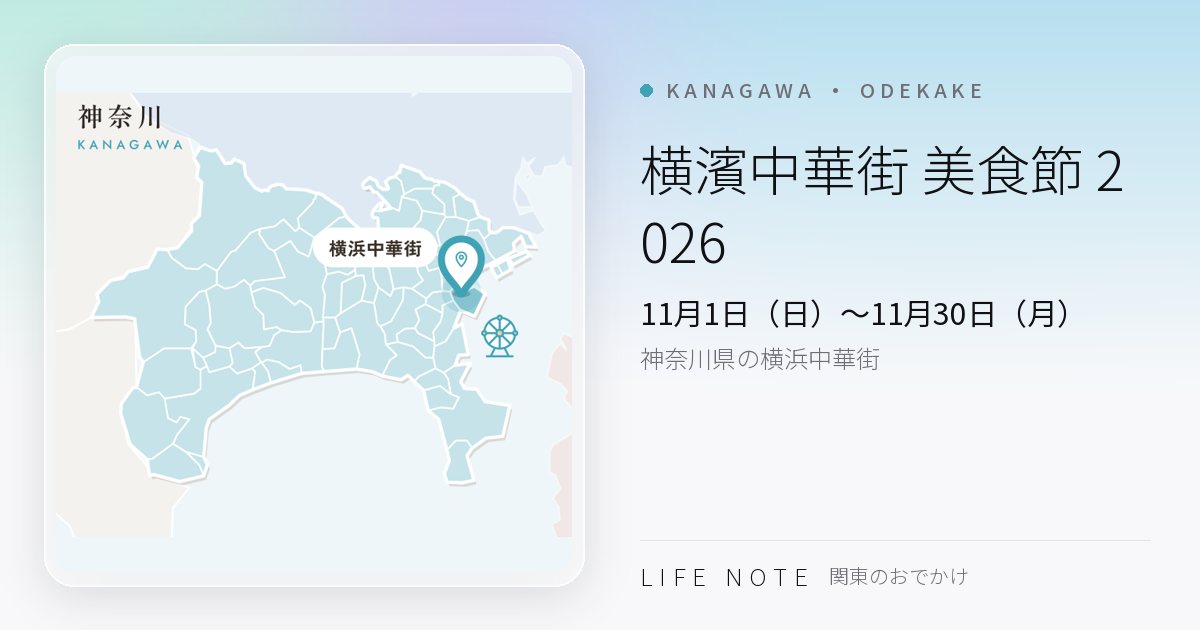 神奈川
KANAGAWA
横浜中華街
KANAGAWA • ODEKAKE
横濱中華街 美食節 2
026
11月1日（日）〜11月30日（月）
神奈川県の横浜中華街
LIFE NOTE 関東のおでかけ